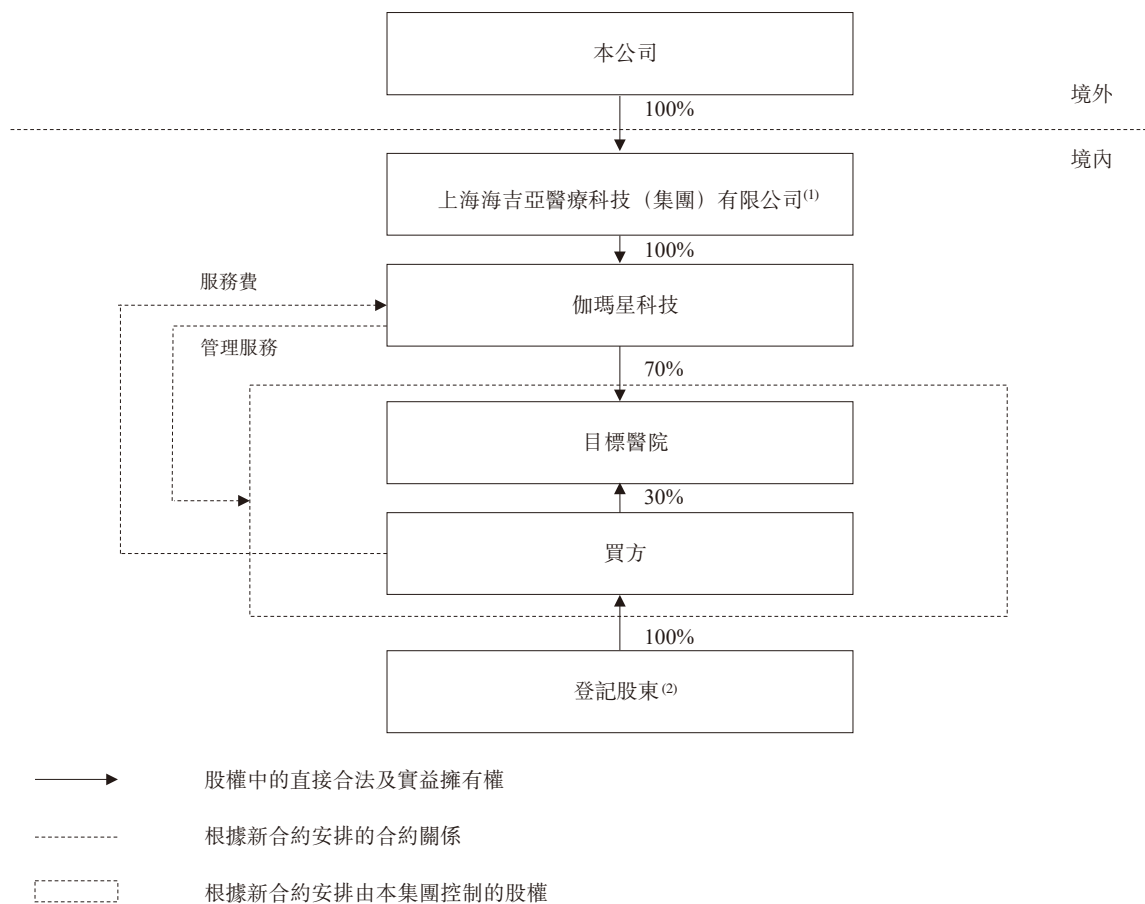 本公司
100%
境外
境內
上海海吉亞醫療科技（集團）有限公司(1)
100%
服務費
伽瑪星科技
管理服務
70%
目標醫院
30%
買方
100%
登記股東(2)
股權中的直接合法及實益擁有權
根據新合約安排的合約關係
根據新合約安排由本集團控制的股權